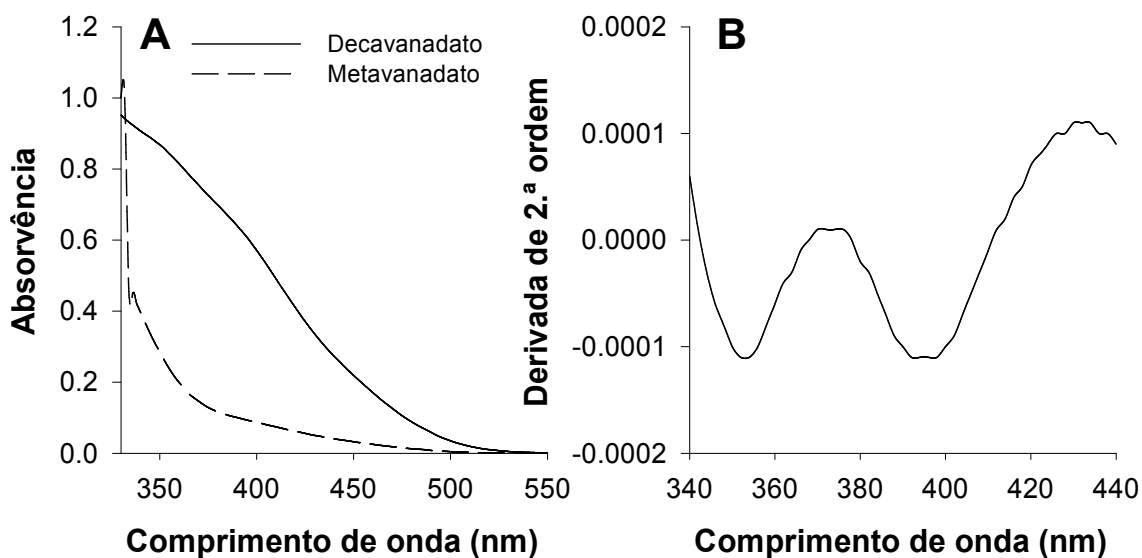 A
Decavanadato
Metavanadato
Absorvência
1.2
1.0
0.8
0.6
0.4
0.2
0.0
350 400 450 500 550
Comprimento de onda (nm)
B
Derivada de 2.ª ordem
0.0002
0.0001
0.0000
-0.0001
-0.0002
340 360 380 400 420 440
Comprimento de onda (nm)